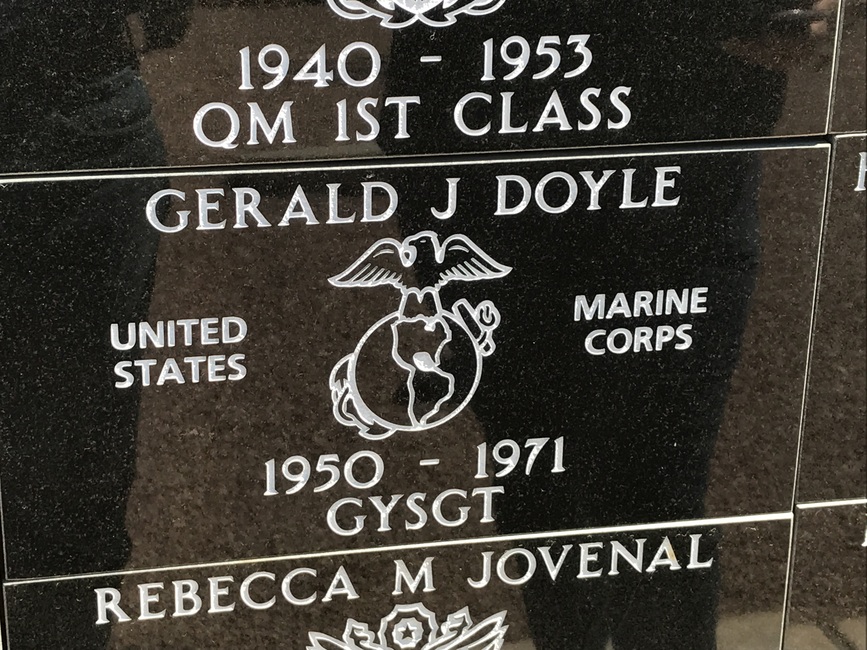 1940 - 1953
QM 1ST CLASS
GERALD J DOYLE
UNITED
STATES
MARINE
CORPS
1950 - 1971
GYSGT
REBECCA M JOVENAL